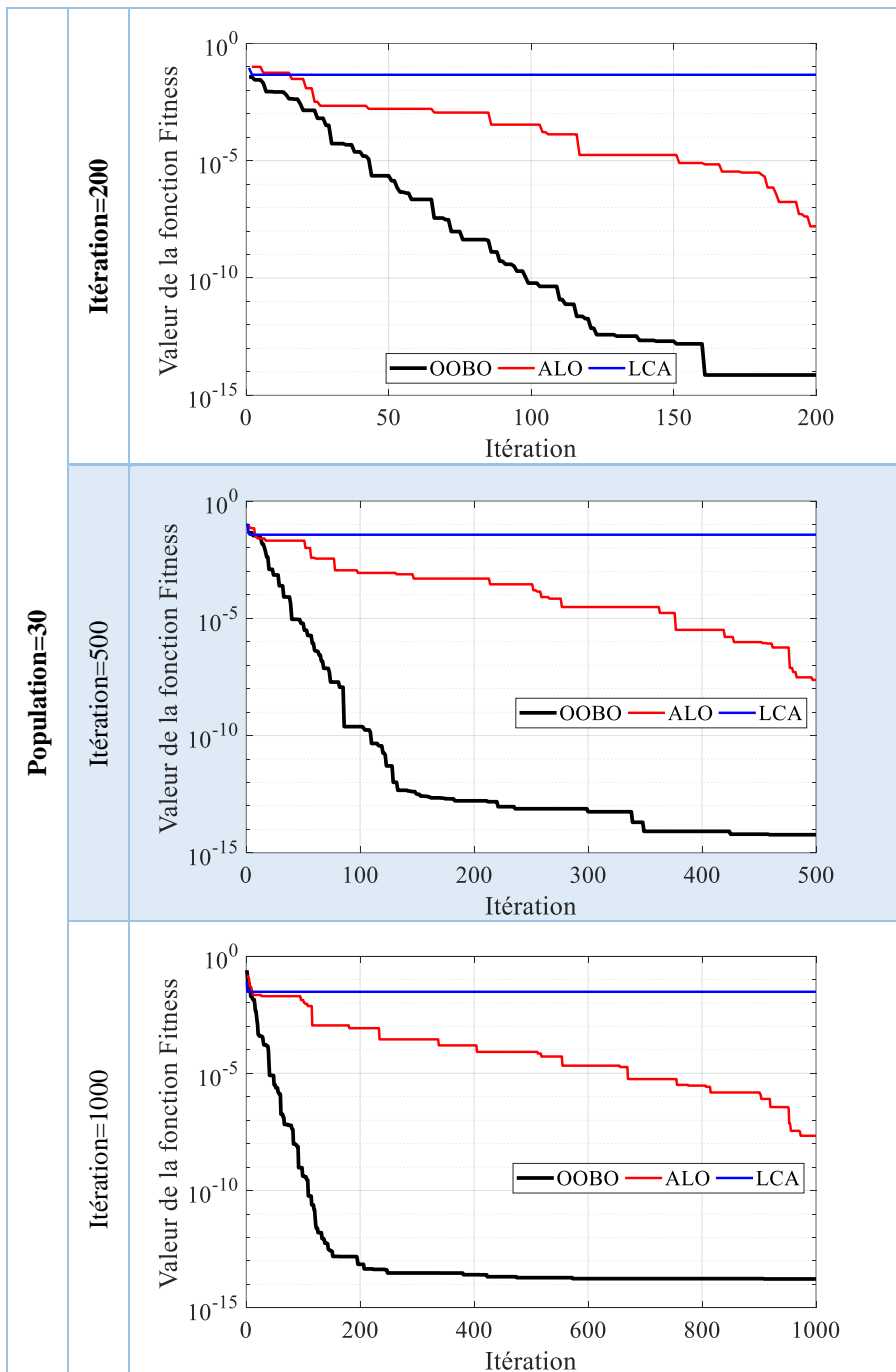 Population=30
Itération=200
Valeur de la fonction Fitness
10^0
10^-5
10^-10
10^-15
OOBO ALO LCA
0 50 100 150 200
Itération
Itération=500
Valeur de la fonction Fitness
10^0
10^-5
10^-10
10^-15
OOBO ALO LCA
0 100 200 300 400 500
Itération
Itération=1000
Valeur de la fonction Fitness
10^0
10^-5
10^-10
10^-15
OOBO ALO LCA
0 200 400 600 800 1000
Itération